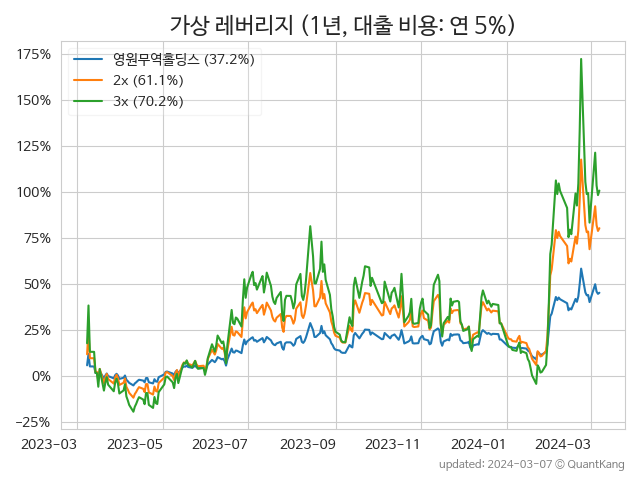 가상 레버리지 (1년, 대출 비용: 연 5%)
영원무역홀딩스 (37.2%)
2x (61.1%)
3x (70.2%)
175%
150%
125%
100%
75%
50%
25%
0%
−25%
2023-03 2023-05 2023-07 2023-09 2023-11 2024-01 2024-03
updated: 2024-03-07 © QuantKang